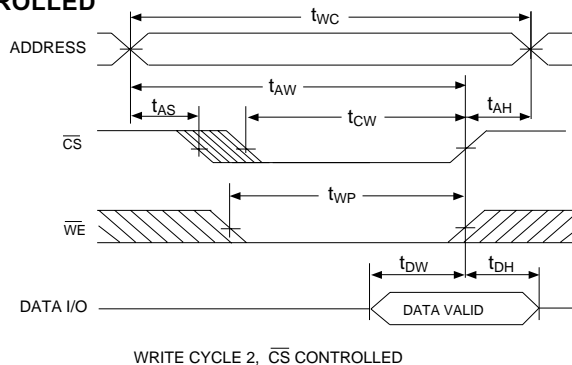 ROLLED
tWC
ADDRESS
tAW
tAS
tAH
tCW
CS
tWP
WE
tDW
tDH
DATA I/O
DATA VALID
WRITE CYCLE 2, CS CONTROLLED